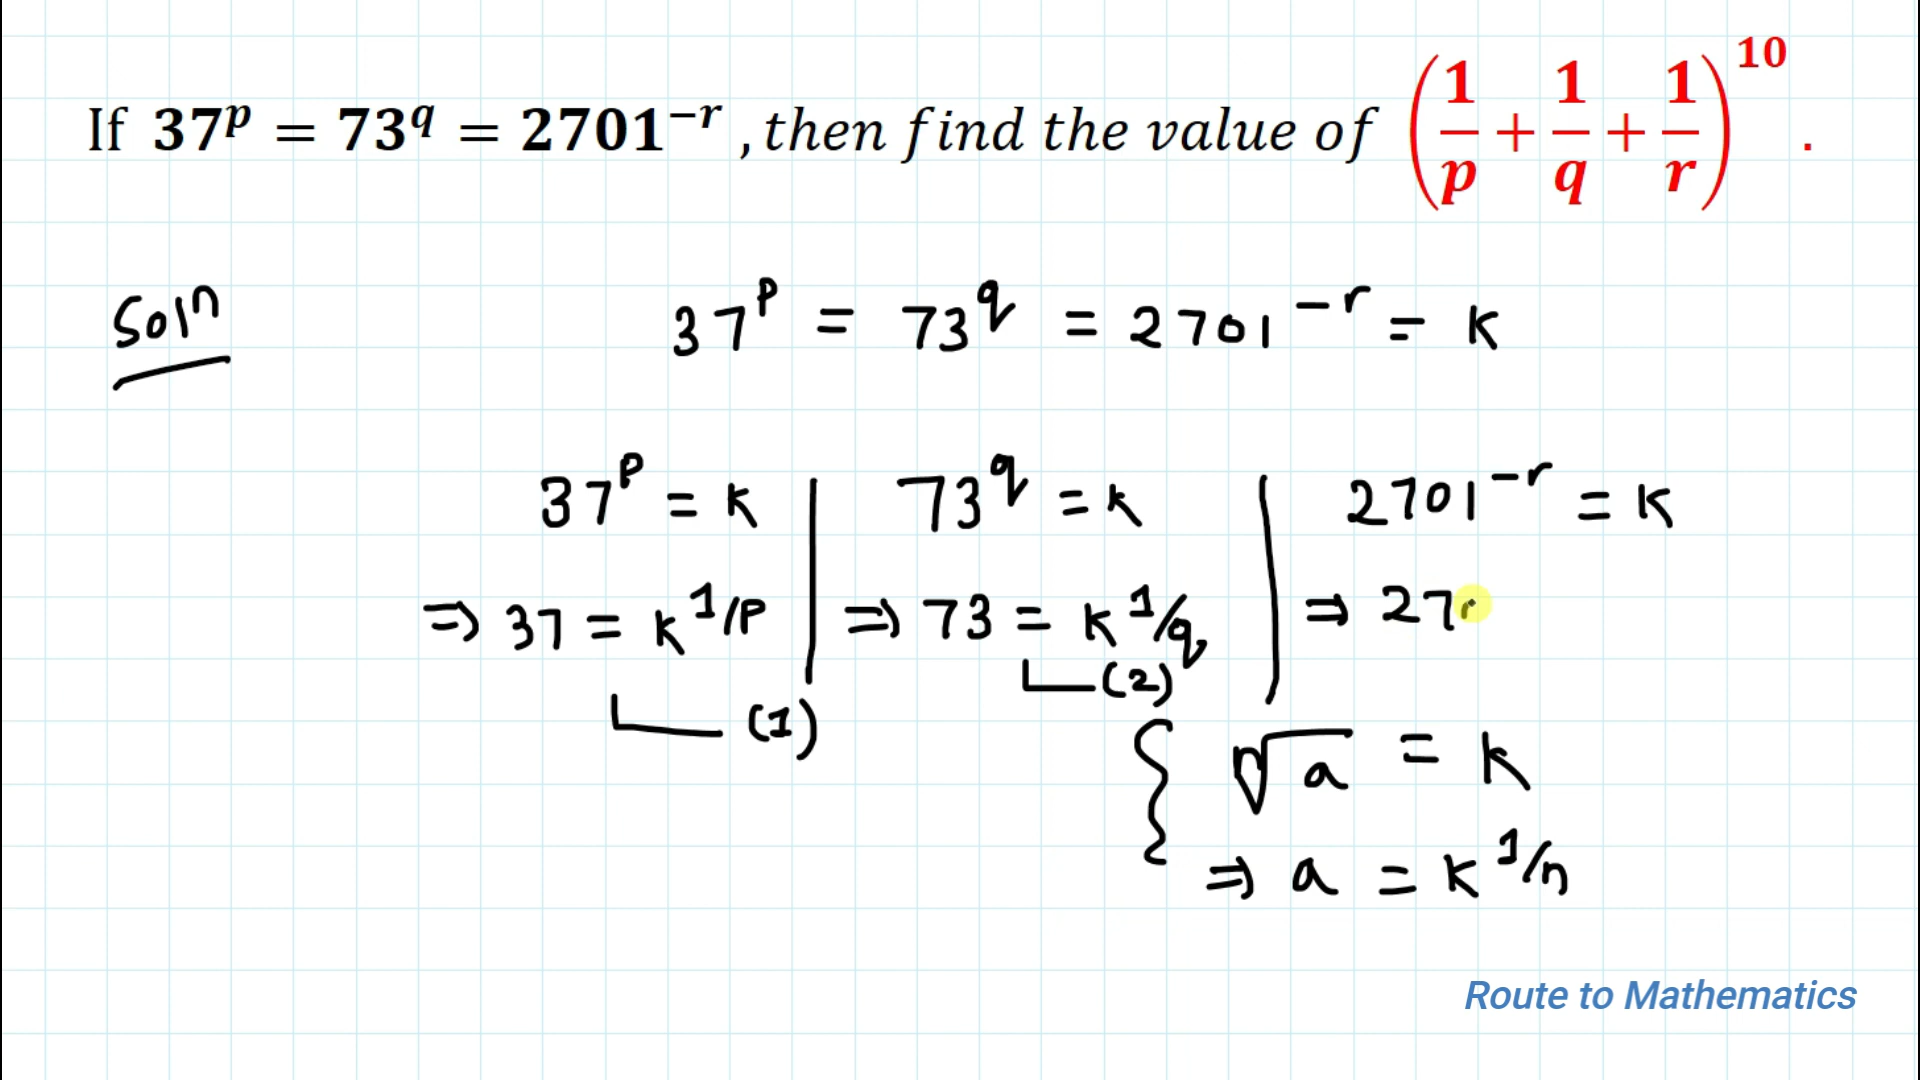 If 37^p = 73^q = 2701^-r , then find the value of (1/p + 1/q + 1/r)^10 .
Soln 37^p = 73^q = 2701^-r = k
37^p = k | 73^q = k | 2701^-r = k
⇒ 37 = k^1/p | ⇒ 73 = k^1/q | ⇒ 27
(1) (2)
{ ⁿ√a = k
⇒ a = k^1/n
Route to Mathematics